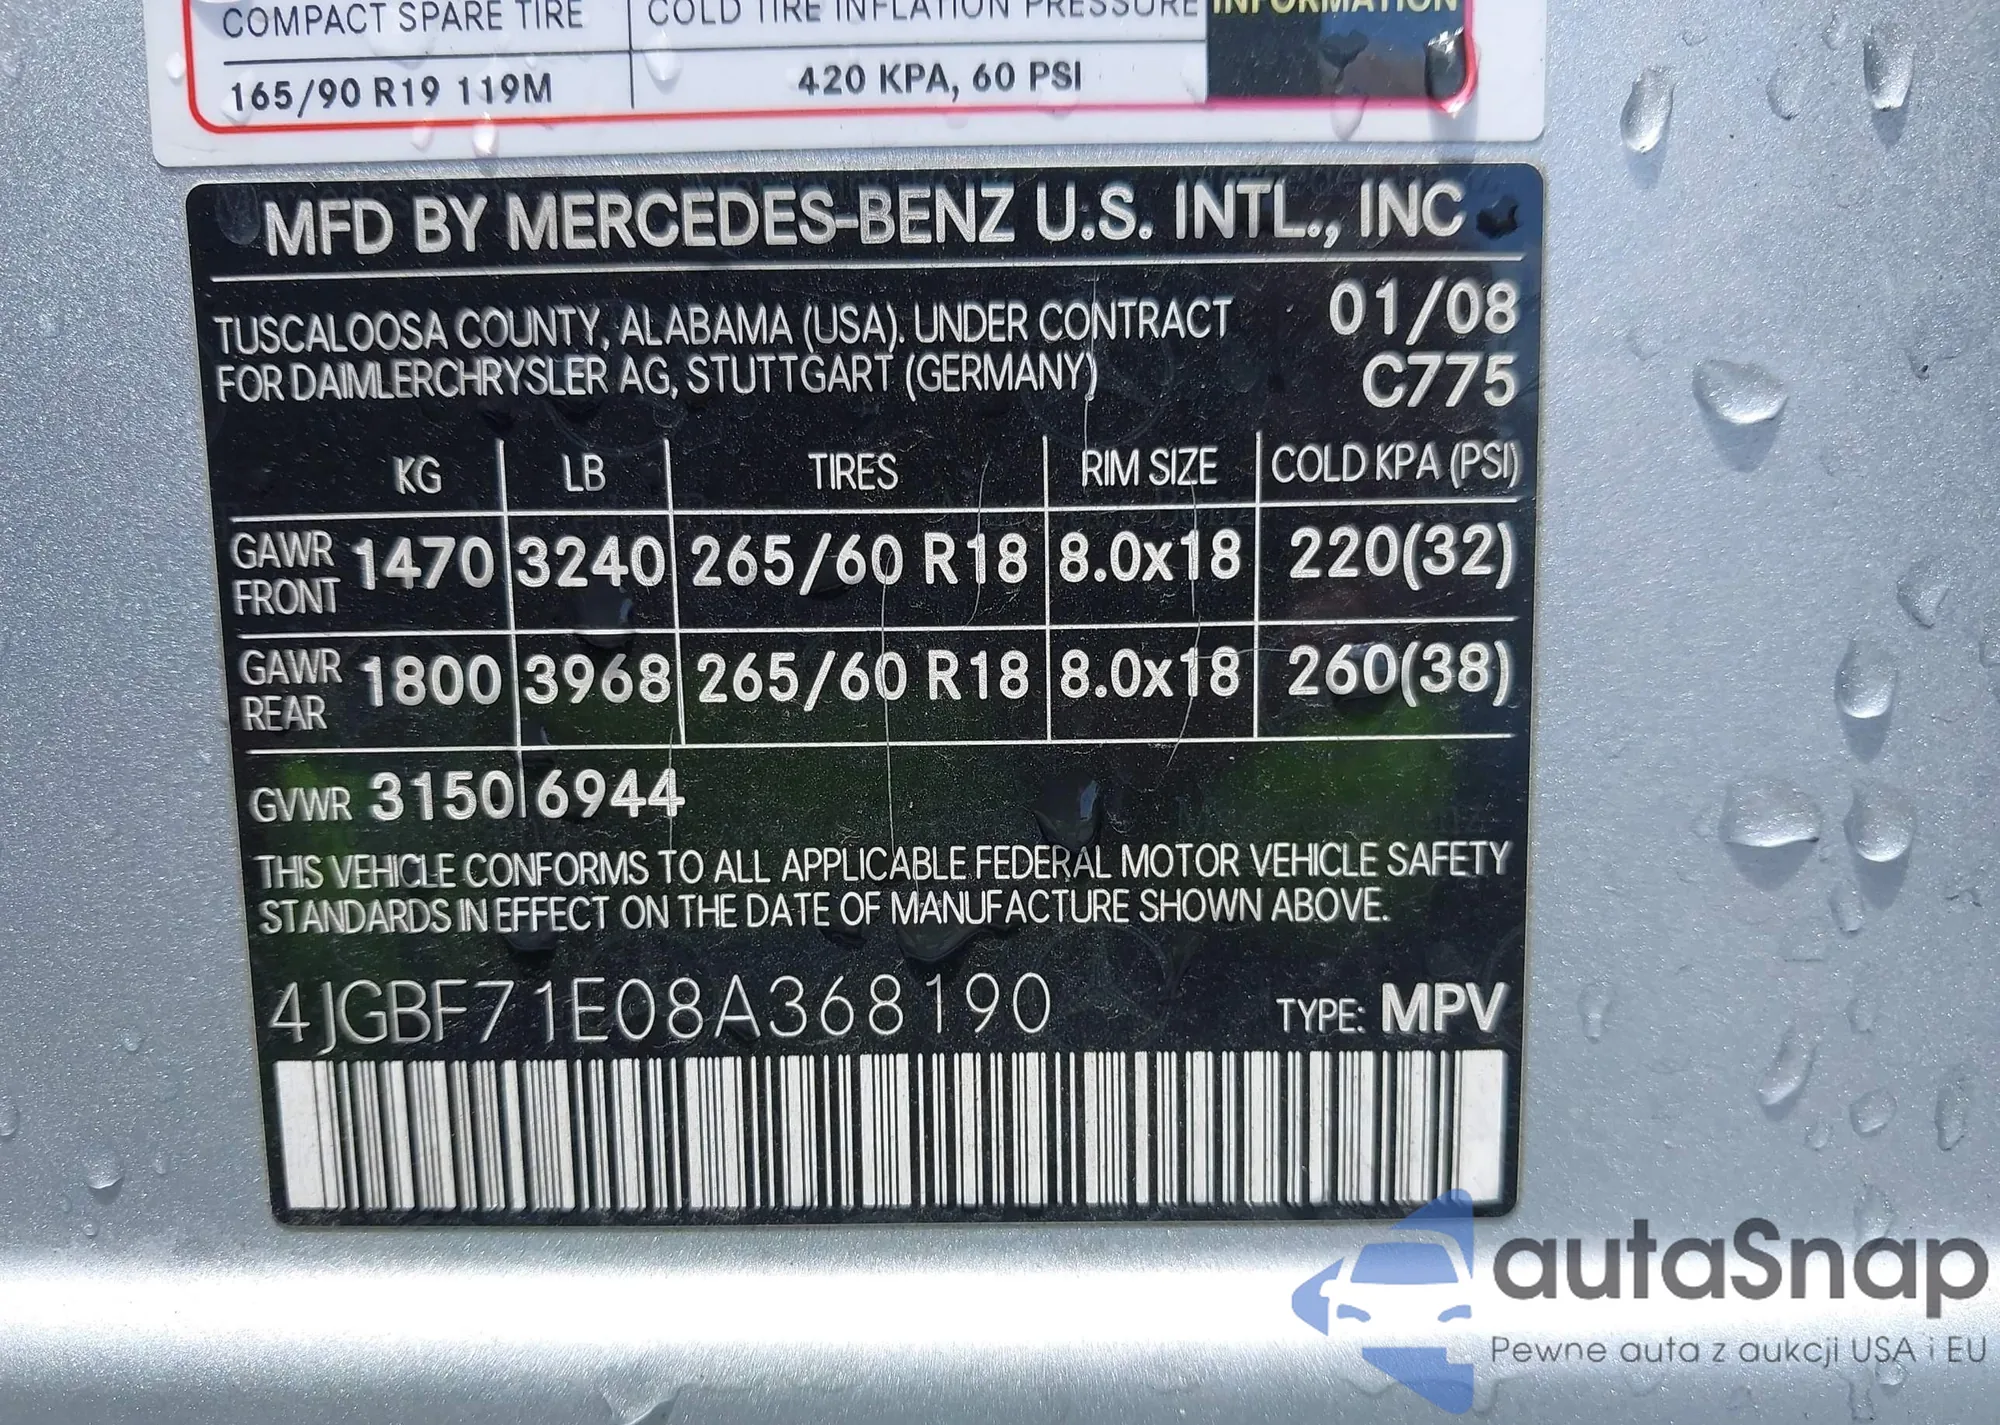 COMPACT SPARE TIRE
COLD TIRE INFLATION PRESSURE
INFORMATION
165/90 R19 119M
420 KPA, 60 PSI
MFD BY MERCEDES-BENZ U.S. INTL., INC
TUSCALOOSA COUNTY, ALABAMA (USA). UNDER CONTRACT
FOR DAIMLERCHRYSLER AG, STUTTGART (GERMANY)
01/08
C775
KG LB TIRES RIM SIZE COLD KPA (PSI)
GAWR FRONT 1470 3240 265/60 R18 8.0x18 220(32)
GAWR REAR 1800 3968 265/60 R18 8.0x18 260(38)
GVWR 3150 6944
THIS VEHICLE CONFORMS TO ALL APPLICABLE FEDERAL MOTOR VEHICLE SAFETY
STANDARDS IN EFFECT ON THE DATE OF MANUFACTURE SHOWN ABOVE.
4JGBF71E08A368190
TYPE: MPV
autaSnap
Pewne auta z aukcji USA i EU